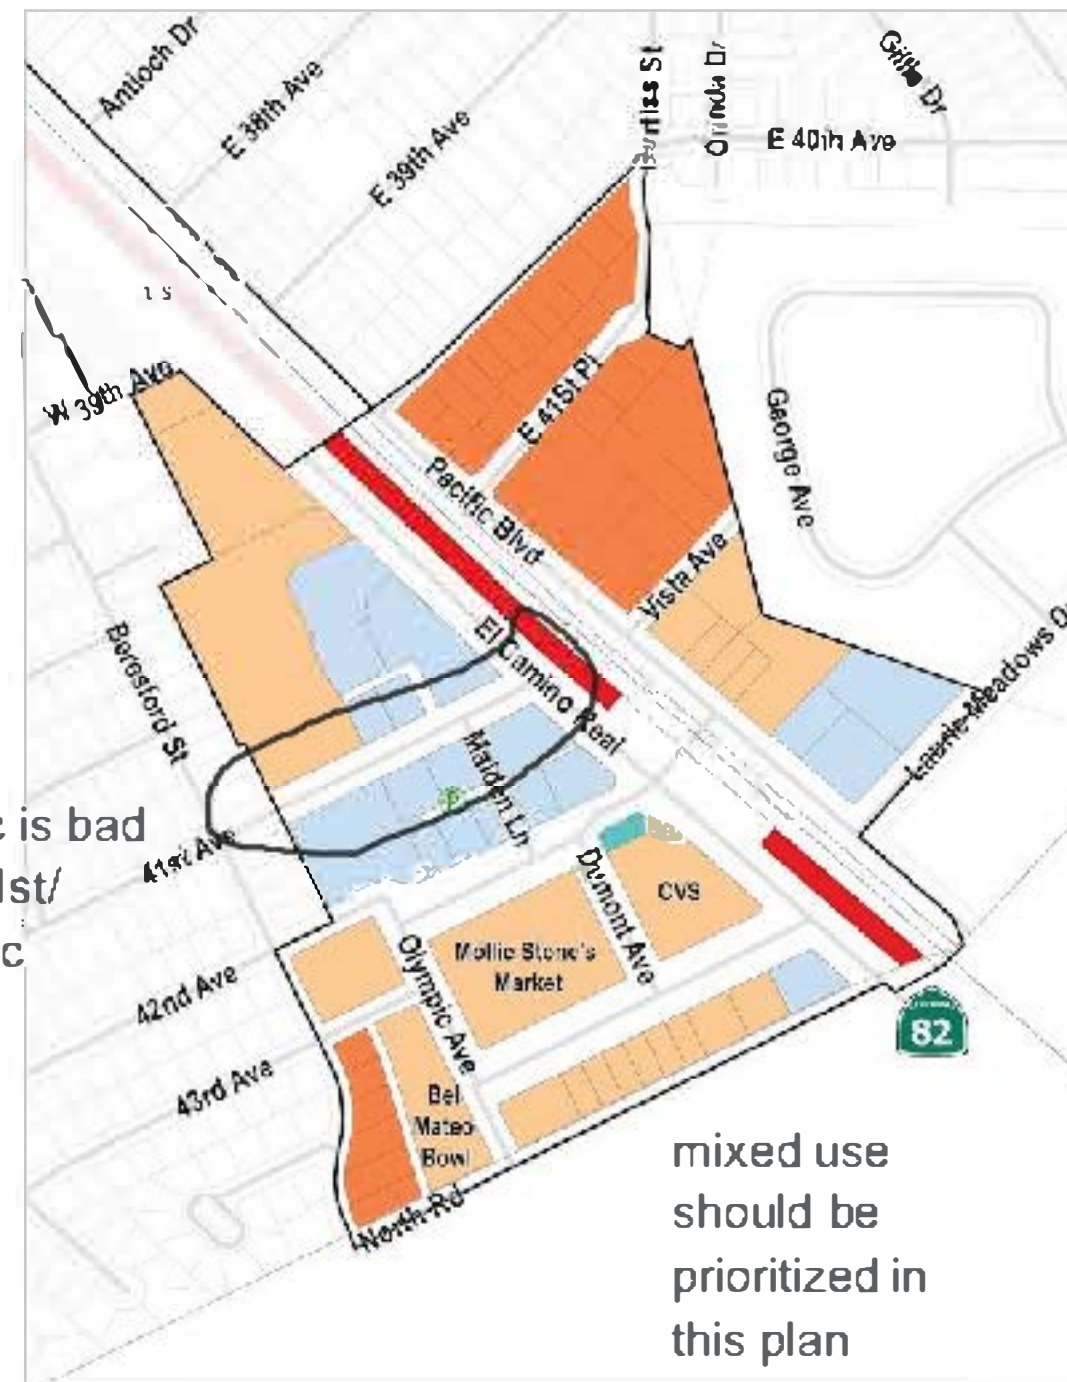 Antioch Dr
E 38th Ave
E 39th Ave
Curtiss St
Orinda Dr
E 40th Ave
W 39th Ave
E 41St Pl
George Ave
Pacific Blvd
Vista Ave
El Camino Real
Beresford St
Laurie Meadows
Maiden Ln
is bad
41st Ave
Dumont Ave
CVS
Mollie Stone's
Market
Olympic Ave
42nd Ave
43rd Ave
82
Bel
Mateo
Bowl
North Rd
mixed use
should be
prioritized in
this plan